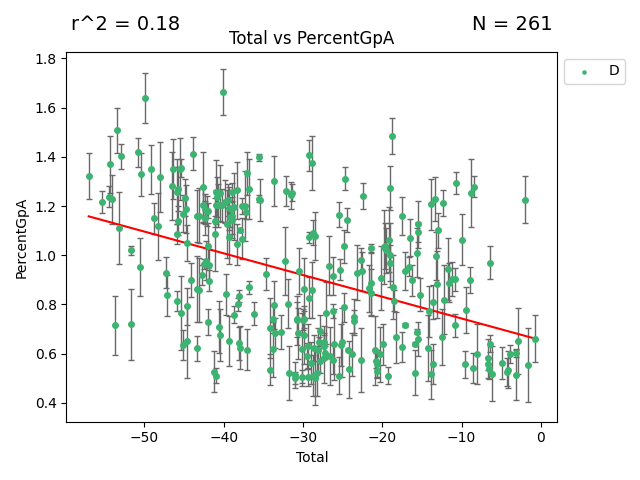 r^2 = 0.18
N = 261
Total vs PercentGpA
D
PercentGpA
1.8
1.6
1.4
1.2
1.0
0.8
0.6
0.4
−50
−40
−30
−20
−10
0
Total